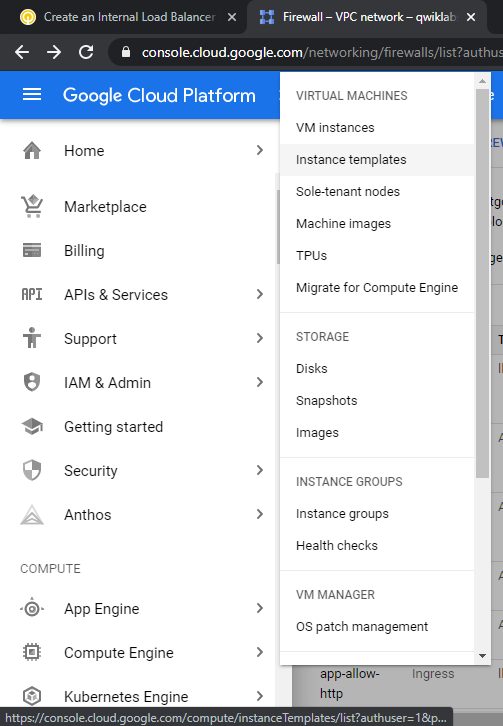 Create an Internal Load Balancer
Firewall – VPC network – qwiklab
console.cloud.google.com/networking/firewalls/list?authus
Google Cloud Platform
Home
Marketplace
Billing
API APIs & Services
Support
IAM & Admin
Getting started
Security
Anthos
COMPUTE
App Engine
Compute Engine
Kubernetes Engine
VIRTUAL MACHINES
VM instances
Instance templates
Sole-tenant nodes
Machine images
TPUs
Migrate for Compute Engine
STORAGE
Disks
Snapshots
Images
INSTANCE GROUPS
Instance groups
Health checks
VM MANAGER
OS patch management
app-allow-
http
Ingress
https://console.cloud.google.com/compute/instanceTemplates/list?authuser=1&p...